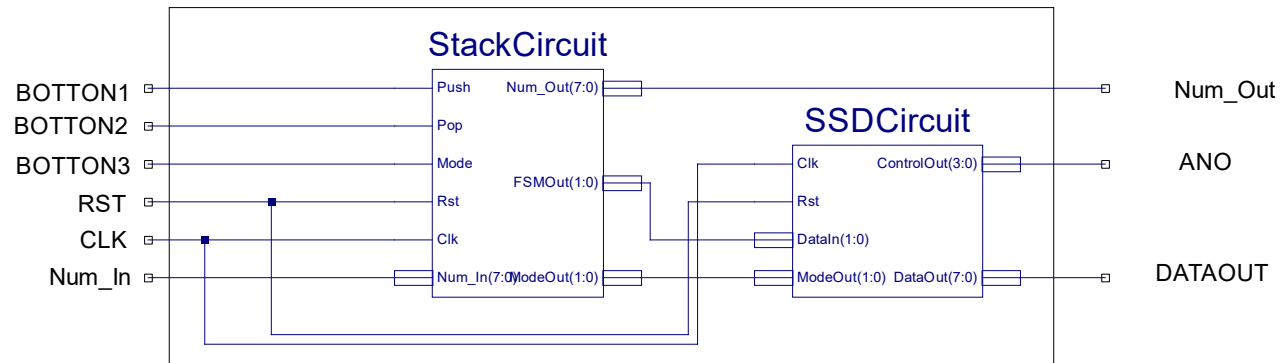 StackCircuit
BOTTON1
Push
Num_Out(7:0)
Num_Out
BOTTON2
Pop
SSDCircuit
BOTTON3
Mode
Clk
ControlOut(3:0)
ANO
FSMOut(1:0)
RST
Rst
Rst
CLK
Clk
DataIn(1:0)
Num_In
Num_In(7:0)
ModeOut(1:0)
ModeOut(1:0)
DataOut(7:0)
DATAOUT